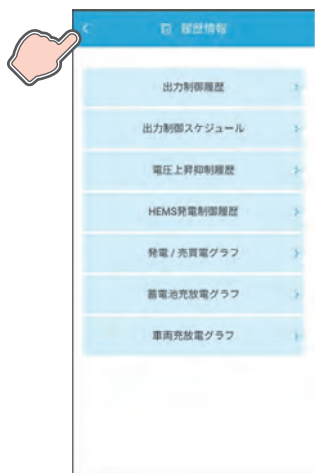 履歴情報
出力制御履歴
出力制御スケジュール
電圧上昇抑制履歴
HEMS発電制御履歴
発電 / 売買電グラフ
蓄電池充放電グラフ
車両充放電グラフ